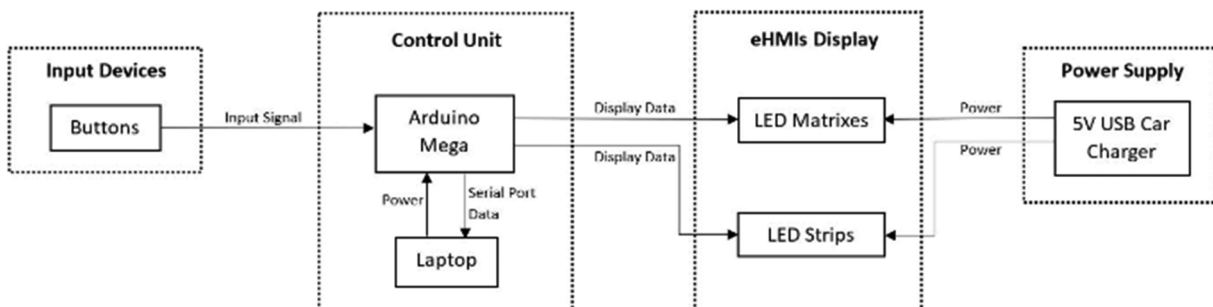 Input Devices
Buttons
Input Signal
Control Unit
Arduino
Mega
Power
Serial Port
Data
Laptop
Display Data
Display Data
eHMIs Display
LED Matrixes
LED Strips
Power
Power
Power Supply
5V USB Car
Charger